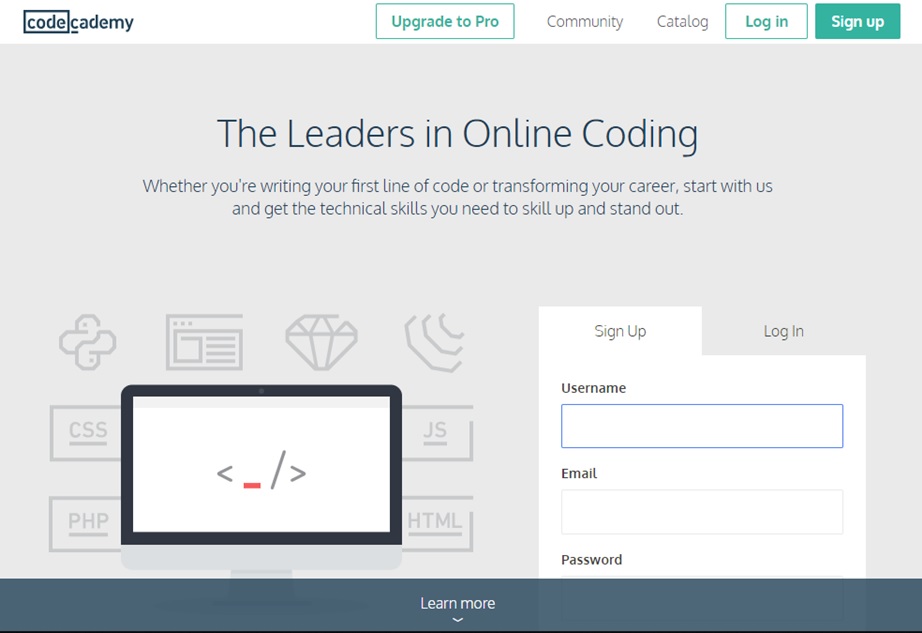 codecademy
Upgrade to Pro
Community
Catalog
Log in
Sign up
The Leaders in Online Coding
Whether you're writing your first line of code or transforming your career, start with us
and get the technical skills you need to skill up and stand out.
CSS
JS
PHP
HTML
< _ />
Sign Up
Log In
Username
Email
Password
Learn more